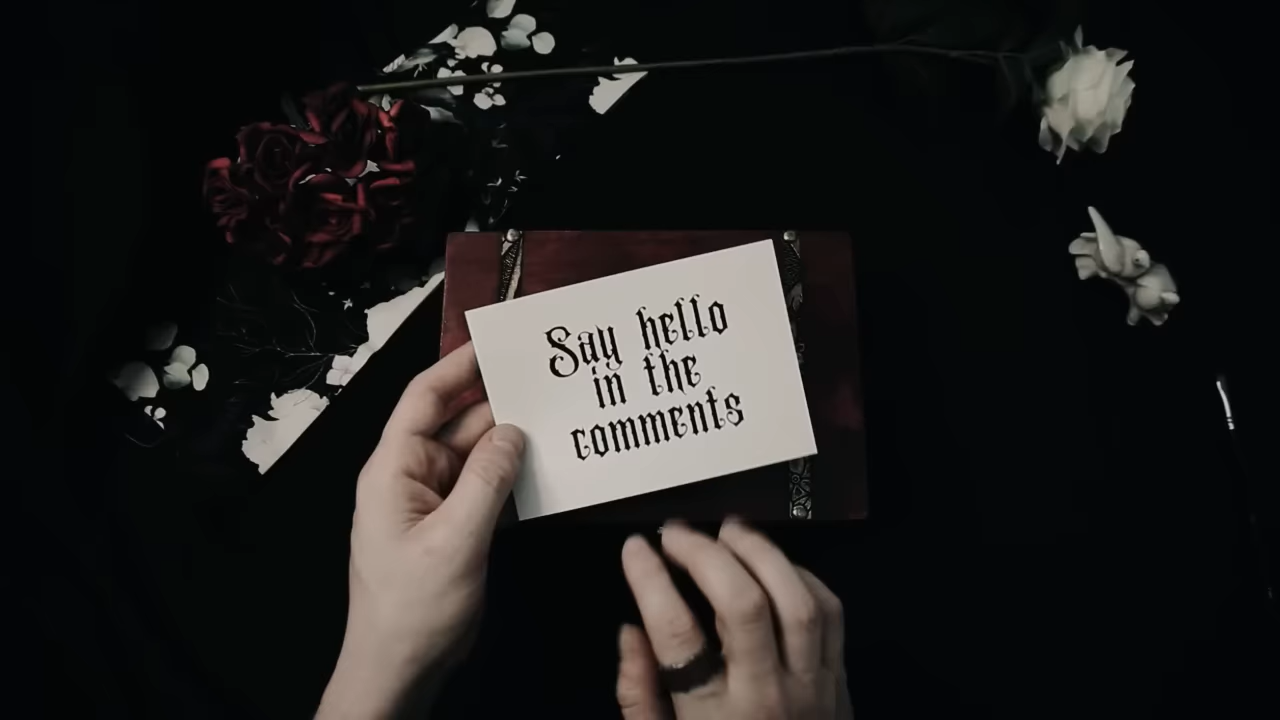 Say hello
in the
comments